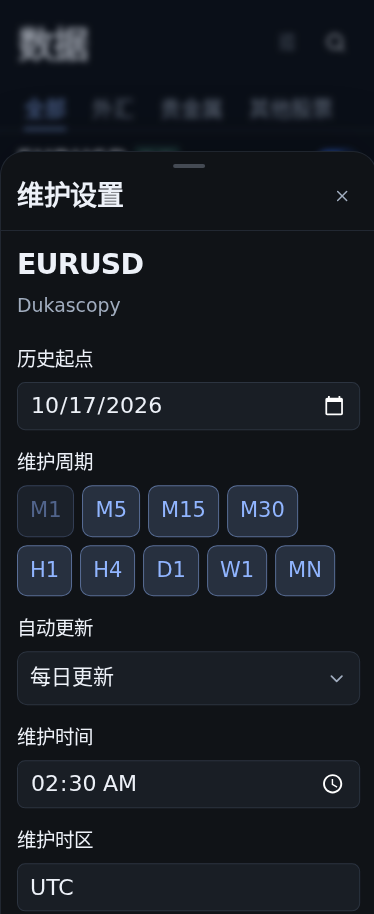 数据
全部 外汇 贵金属 其他股票
维护设置
EURUSD
Dukascopy
历史起点
10/17/2026
维护周期
M1 M5 M15 M30
H1 H4 D1 W1 MN
自动更新
每日更新
维护时间
02:30 AM
维护时区
UTC